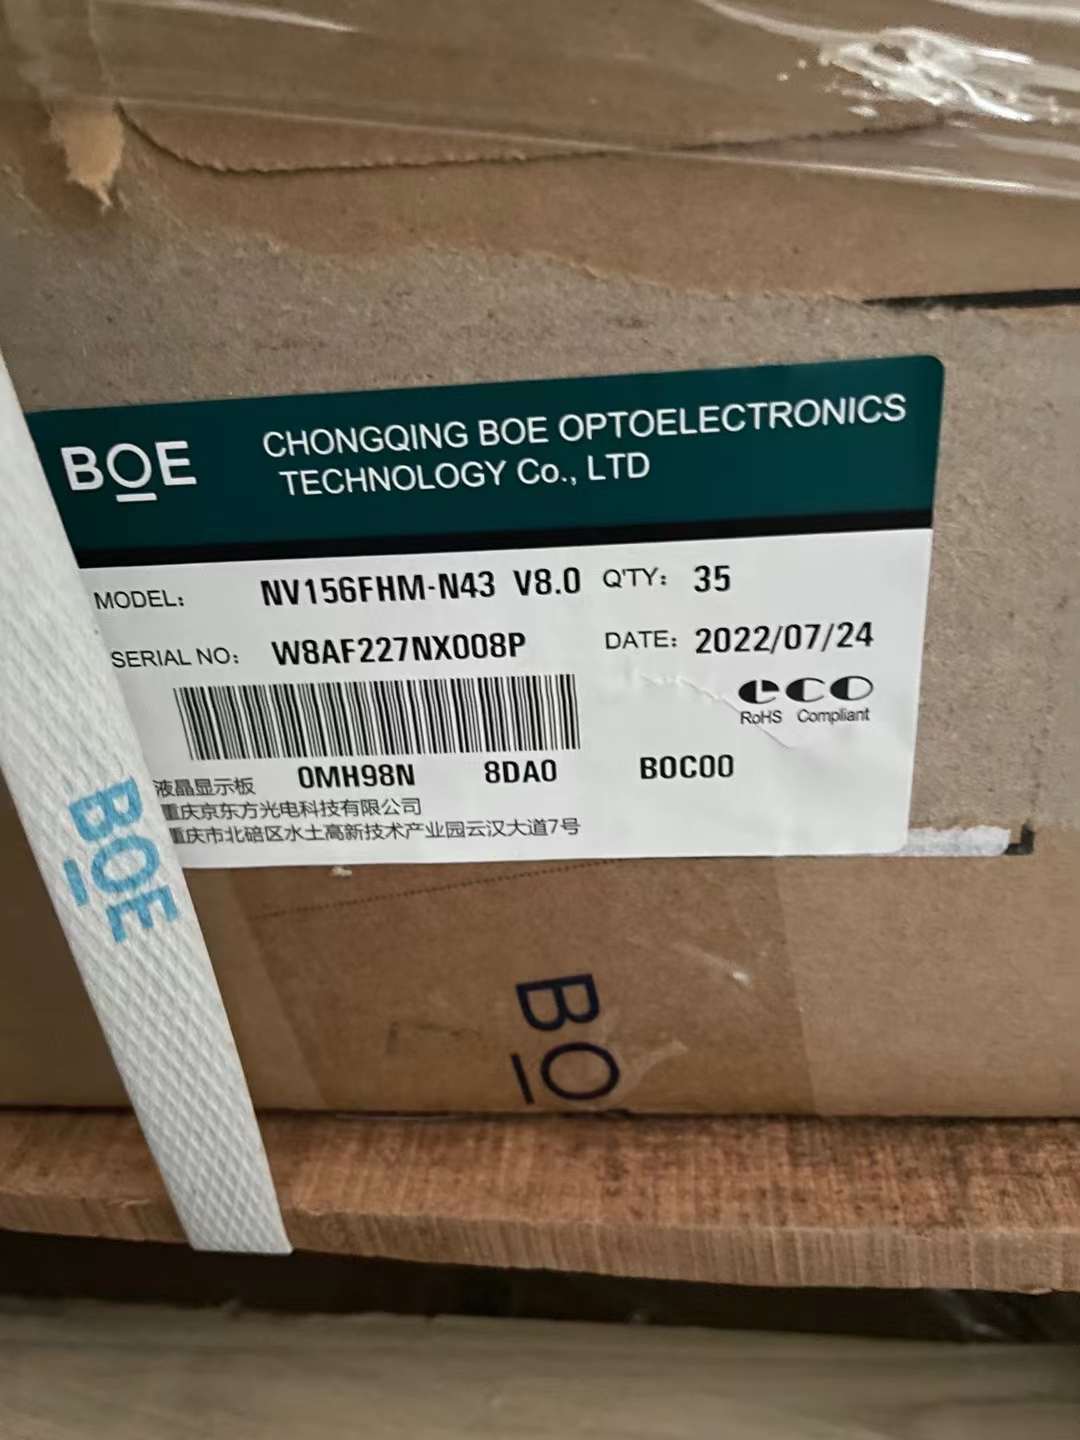 BOE
CHONGQING BOE OPTOELECTRONICS
TECHNOLOGY Co., LTD
MODEL: NV156FHM-N43 V8.0 Q'TY: 35
SERIAL NO: W8AF227NX008P DATE: 2022/07/24
eco
RoHS Compliant
0MH98N 8DA0 B0C00
液晶显示板
重庆京东方光电科技有限公司
重庆市北碚区水土高新技术产业园云汉大道7号
BOE
BO